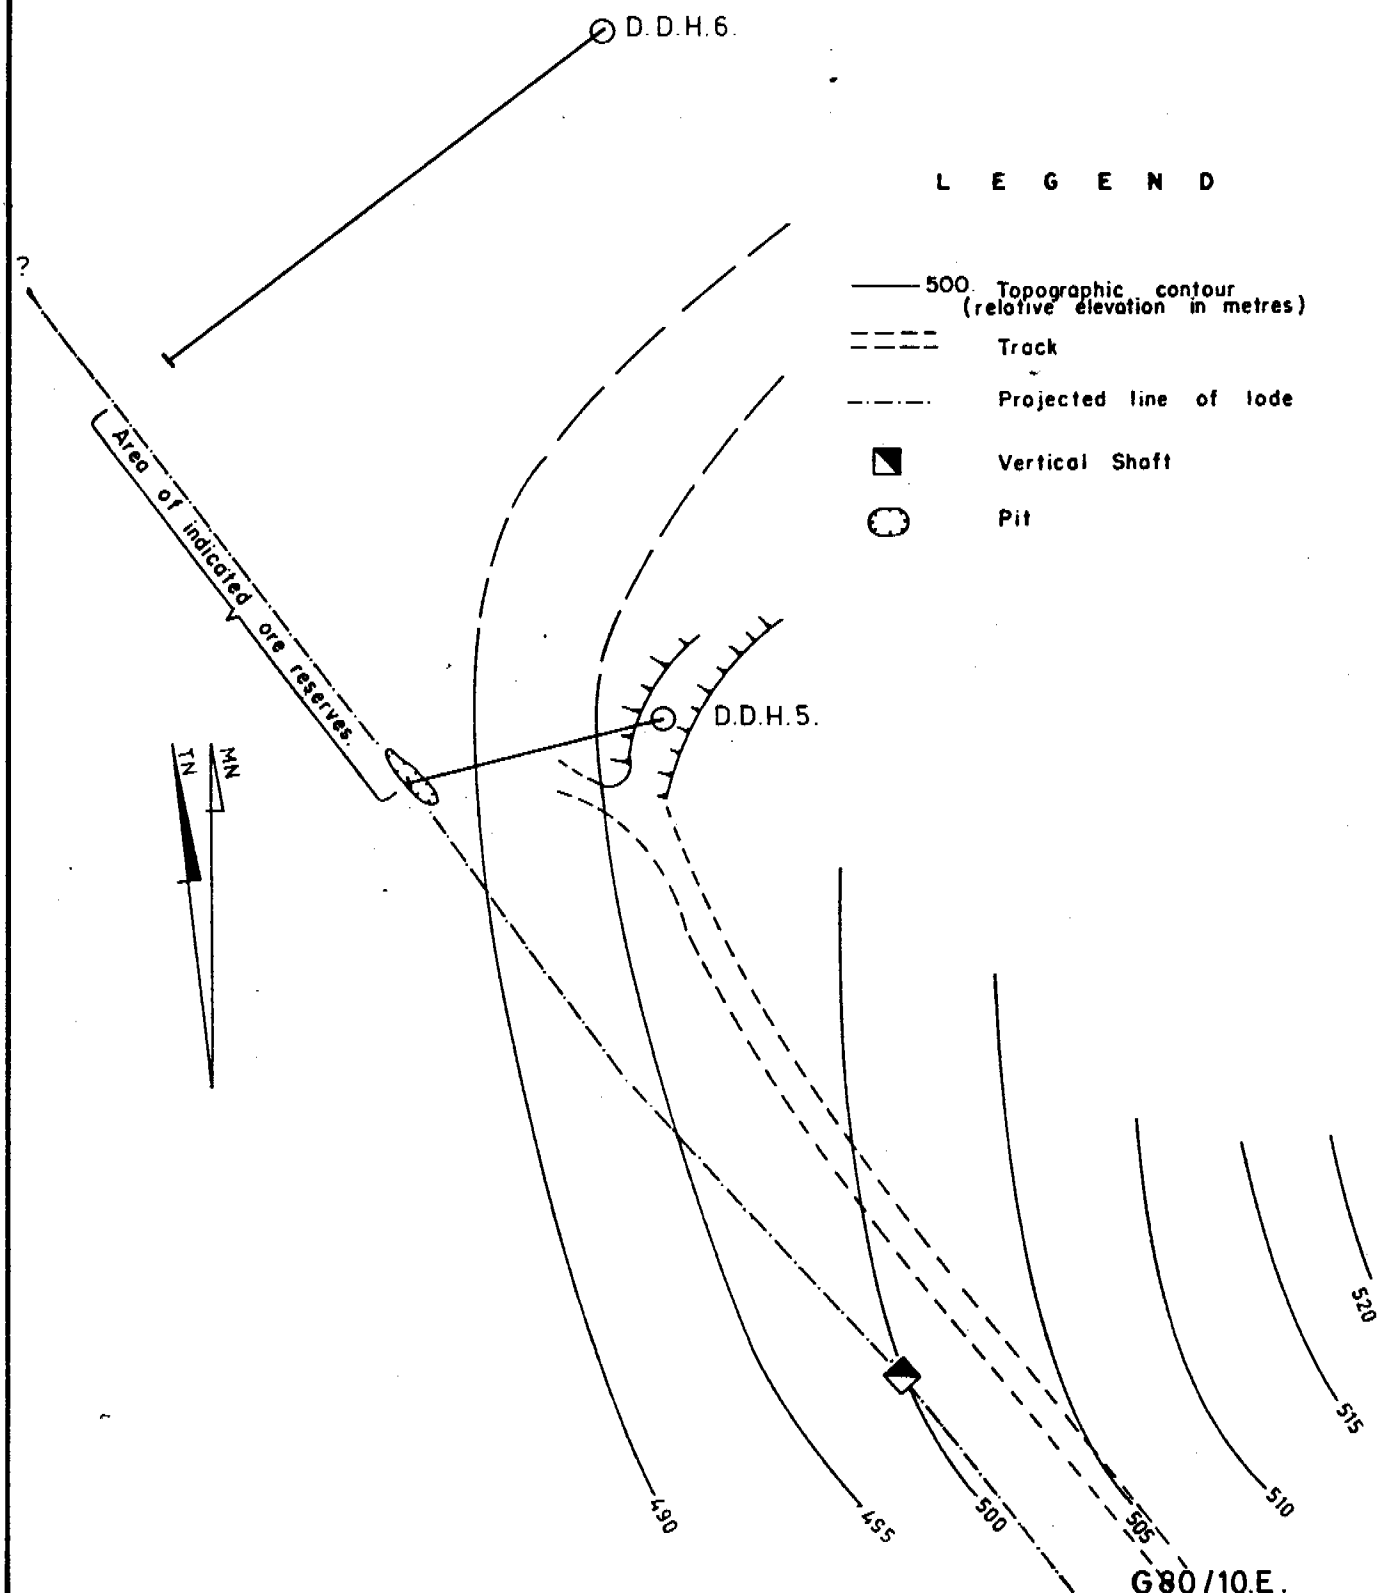 D.D.H.6.
L E G E N D
500 Topographic contour
(relative elevation in metres)
Track
Projected line of lode
Vertical Shaft
Pit
?
Area of indicated ore reserves.
D.D.H.5.
TN
MN
490
495
500
505
510
515
520
G80/10.E.